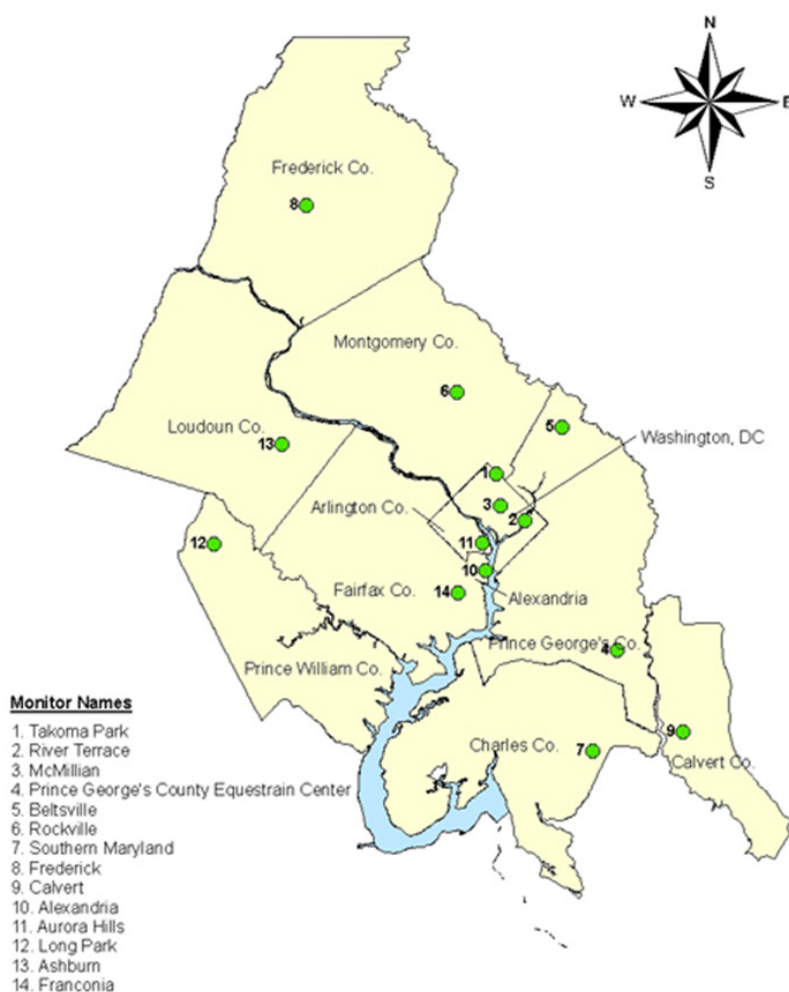 N
W
E
S
Frederick Co.
8
Montgomery Co.
6
Loudoun Co.
13
5
Washington, DC
1
3
Arlington Co.
2
12
11
10
Fairfax Co.
14
Alexandria
Prince George's Co.
4
Prince William Co.
Charles Co.
7
9
Calvert Co.
Monitor Names
1. Takoma Park
2. River Terrace
3. McMillian
4. Prince George's County Equestrain Center
5. Beltsville
6. Rockville
7. Southern Maryland
8. Frederick
9. Calvert
10. Alexandria
11. Aurora Hills
12. Long Park
13. Ashburn
14. Franconia